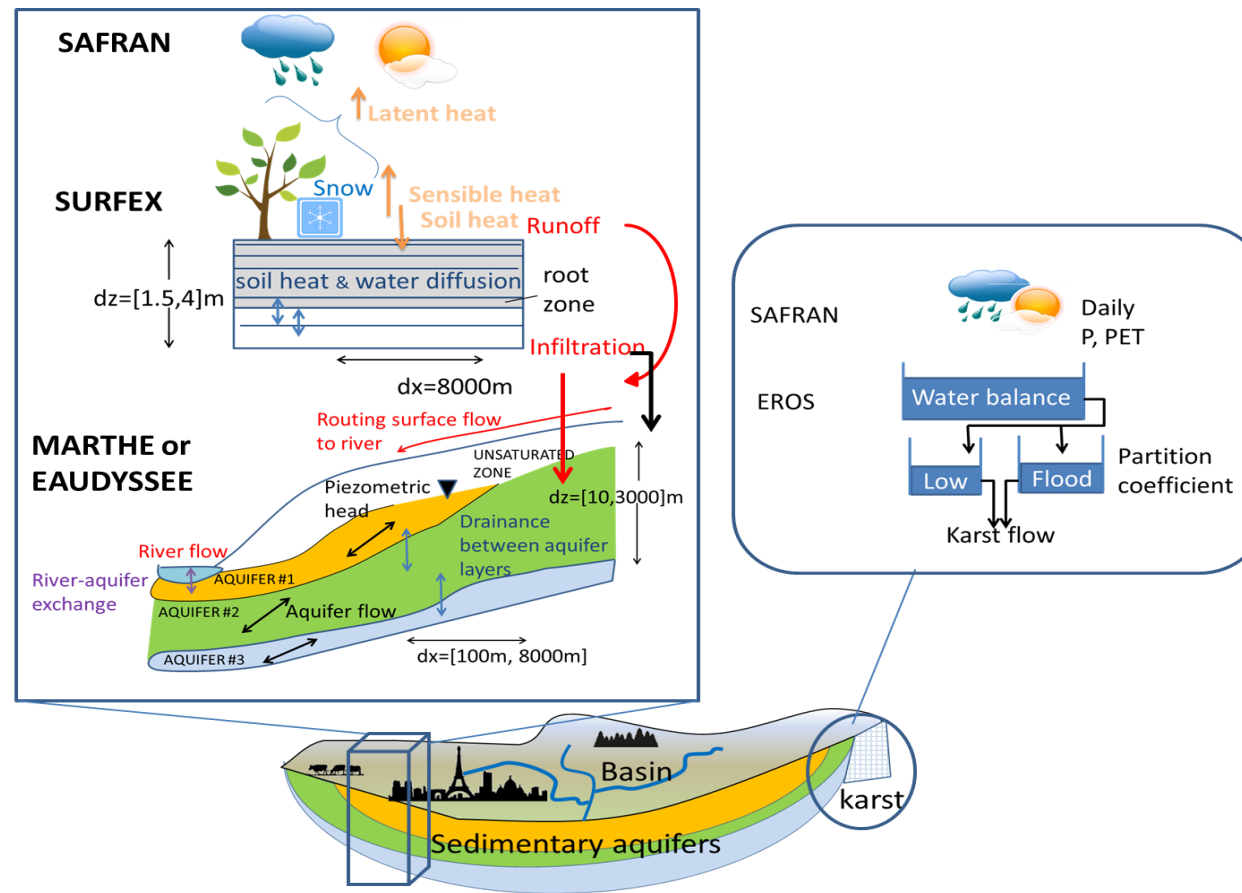 SAFRAN
Latent heat
SURFEX
Snow
Sensible heat
Soil heat
Runoff
soil heat & water diffusion
root
zone
dz=[1.5,4]m
Infiltration
dx=8000m
MARTHE or
EAUDYSSEE
Routing surface flow
to river
UNSATURATED
ZONE
Piezometric
head
dz=[10,3000]m
Drainance
between aquifer
layers
River flow
River-aquifer
exchange
AQUIFER #1
AQUIFER #2
Aquifer flow
AQUIFER #3
dx=[100m, 8000m]
SAFRAN
Daily
P, PET
EROS
Water balance
Low
Flood
Partition
coefficient
Karst flow
Basin
karst
Sedimentary aquifers